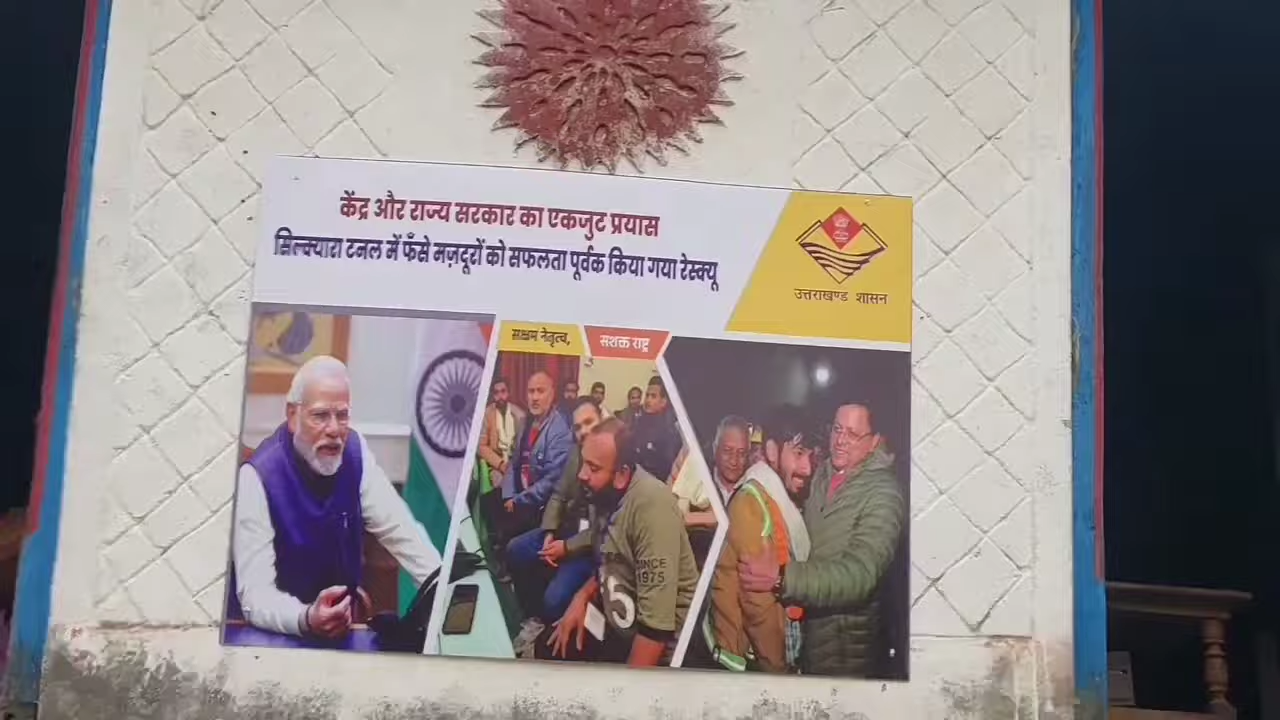 केंद्र और राज्य सरकार का एकजुट प्रयास
सिल्क्यारा टनल में फँसे मज़दूरों को सफलता पूर्वक किया गया रेस्क्यू
उत्तराखण्ड शासन
सक्षम नेतृत्व,
सशक्त राष्ट्र
SINCE
1975